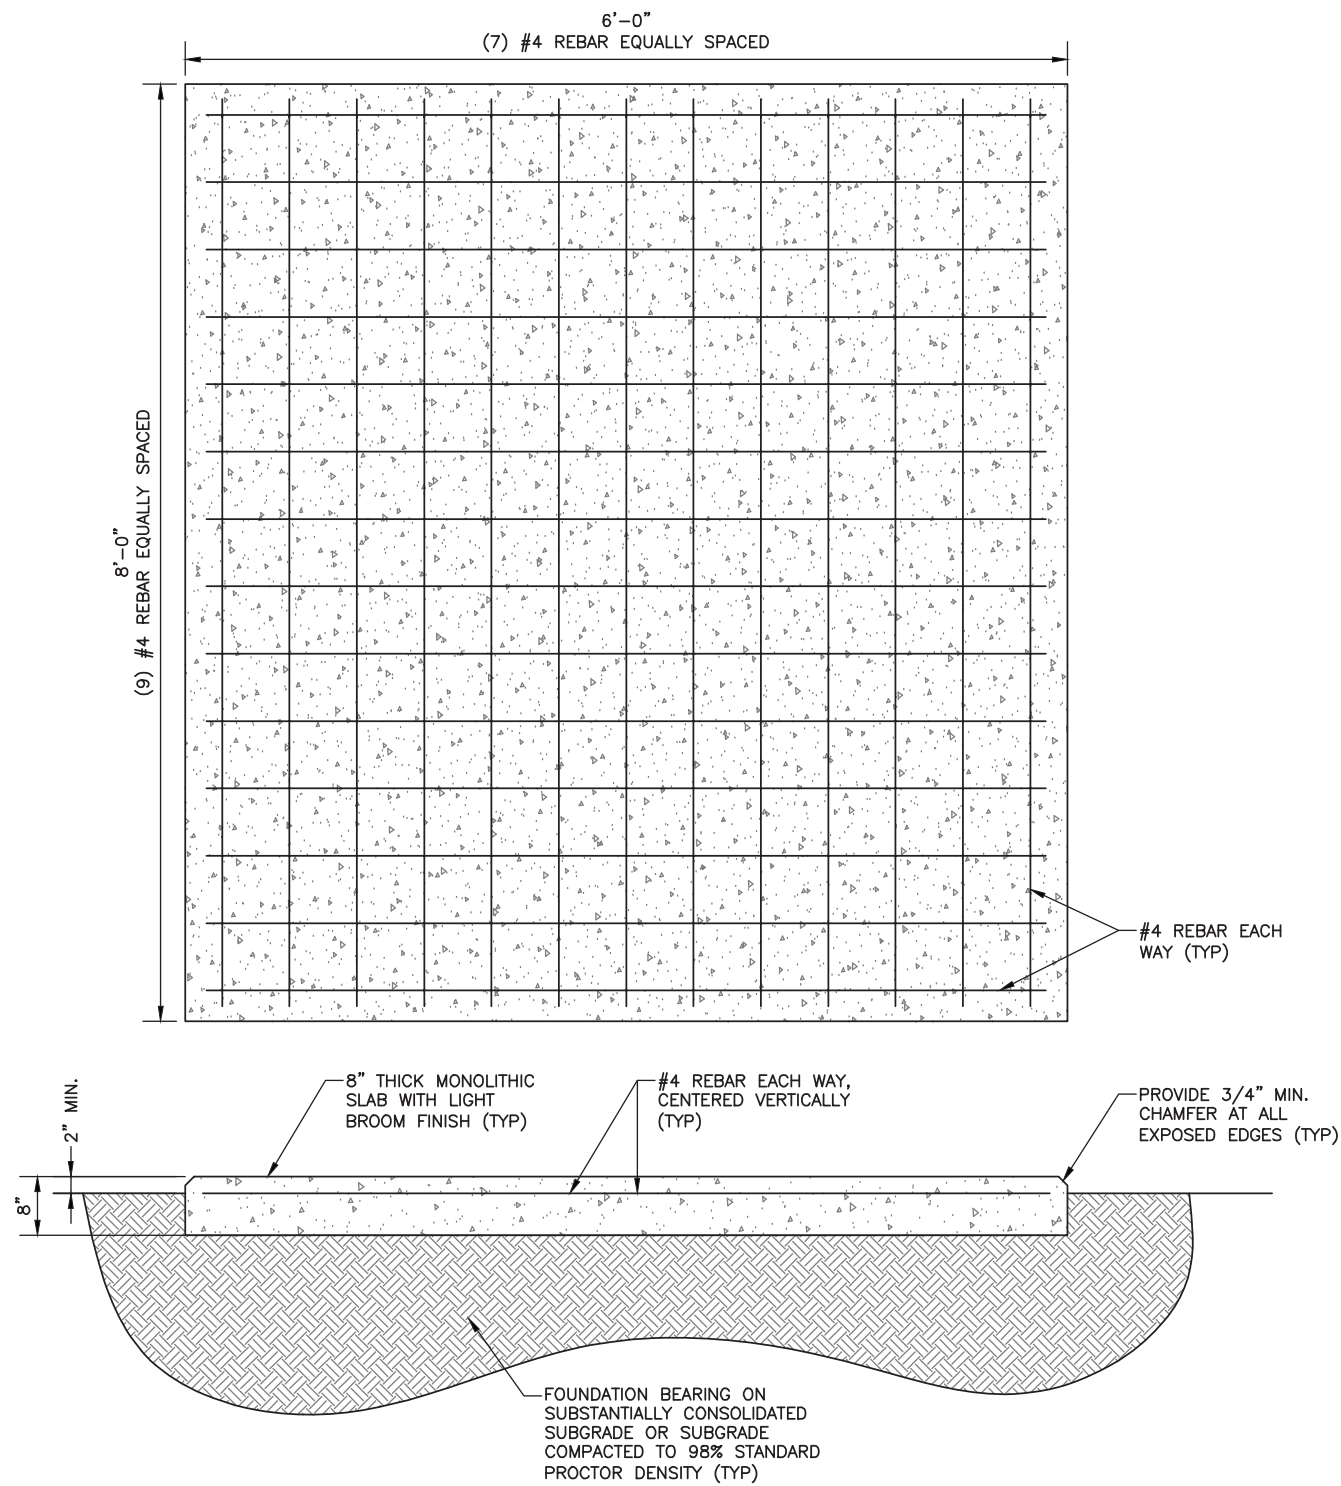 6'-0"
(7) #4 REBAR EQUALLY SPACED
8'-0"
(9) #4 REBAR EQUALLY SPACED
#4 REBAR EACH
WAY (TYP)
2" MIN.
8"
8" THICK MONOLITHIC
SLAB WITH LIGHT
BROOM FINISH (TYP)
#4 REBAR EACH WAY,
CENTERED VERTICALLY
(TYP)
PROVIDE 3/4" MIN.
CHAMFER AT ALL
EXPOSED EDGES (TYP)
FOUNDATION BEARING ON
SUBSTANTIALLY CONSOLIDATED
SUBGRADE OR SUBGRADE
COMPACTED TO 98% STANDARD
PROCTOR DENSITY (TYP)